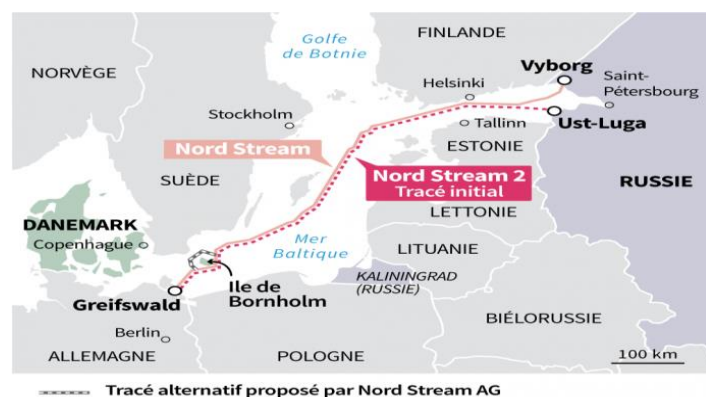 Golfe
de Botnie
FINLANDE
NORVÈGE
Vyborg
Helsinki
Saint-
Pétersbourg
Stockholm
Tallinn
Ust-Luga
Nord Stream
ESTONIE
Nord Stream 2
Tracé initial
SUÈDE
RUSSIE
LETTONIE
DANEMARK
Copenhague
Mer
Baltique
LITUANIE
KALININGRAD
(RUSSIE)
Ile de
Bornholm
Greifswald
BIÉLORUSSIE
Berlin
ALLEMAGNE
POLOGNE
100 km
Tracé alternatif proposé par Nord Stream AG